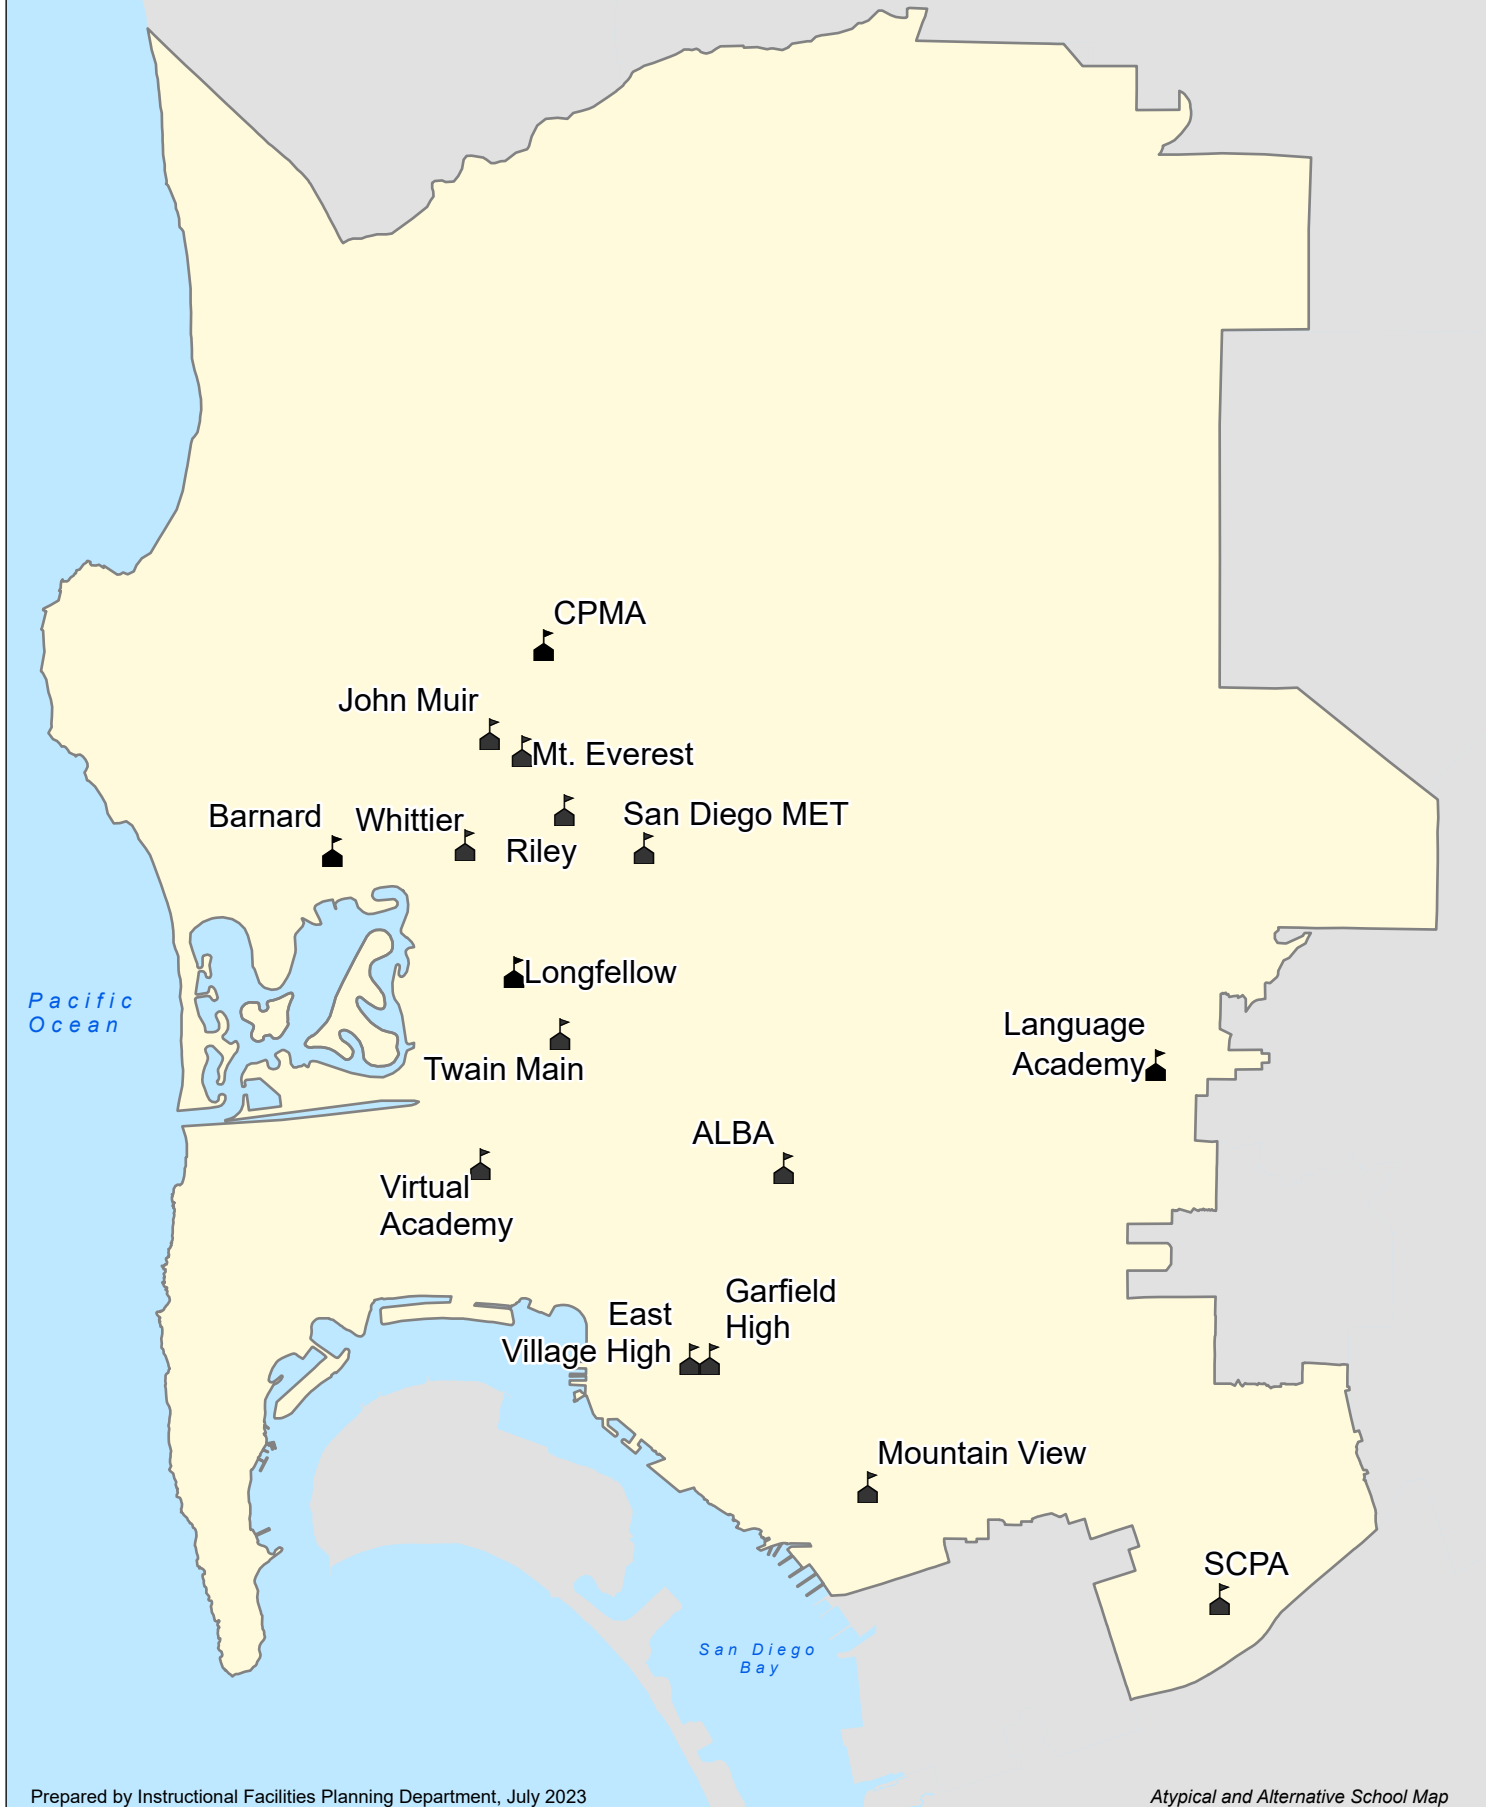 CPMA
John Muir
Mt. Everest
Barnard
Whittier
San Diego MET
Riley
Longfellow
Pacific
Ocean
Language
Academy
Twain Main
ALBA
Virtual
Academy
Garfield
High
East
Village High
Mountain View
SCPA
San Diego
Bay
Prepared by Instructional Facilities Planning Department, July 2023
Atypical and Alternative School Map